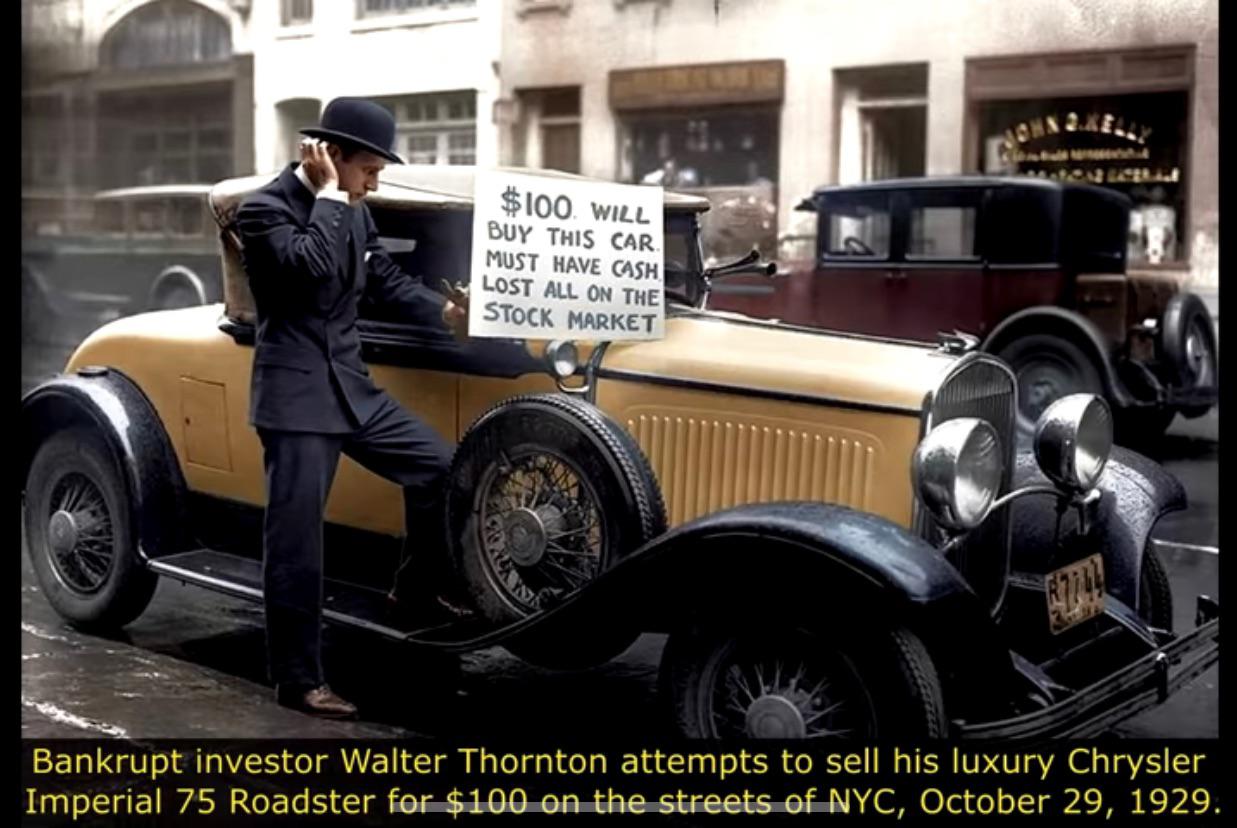 JOHN B. KELLY
$100. WILL
BUY THIS CAR.
MUST HAVE CASH
LOST ALL ON THE
STOCK MARKET
Bankrupt investor Walter Thornton attempts to sell his luxury Chrysler
Imperial 75 Roadster for $100 on the streets of NYC, October 29, 1929.